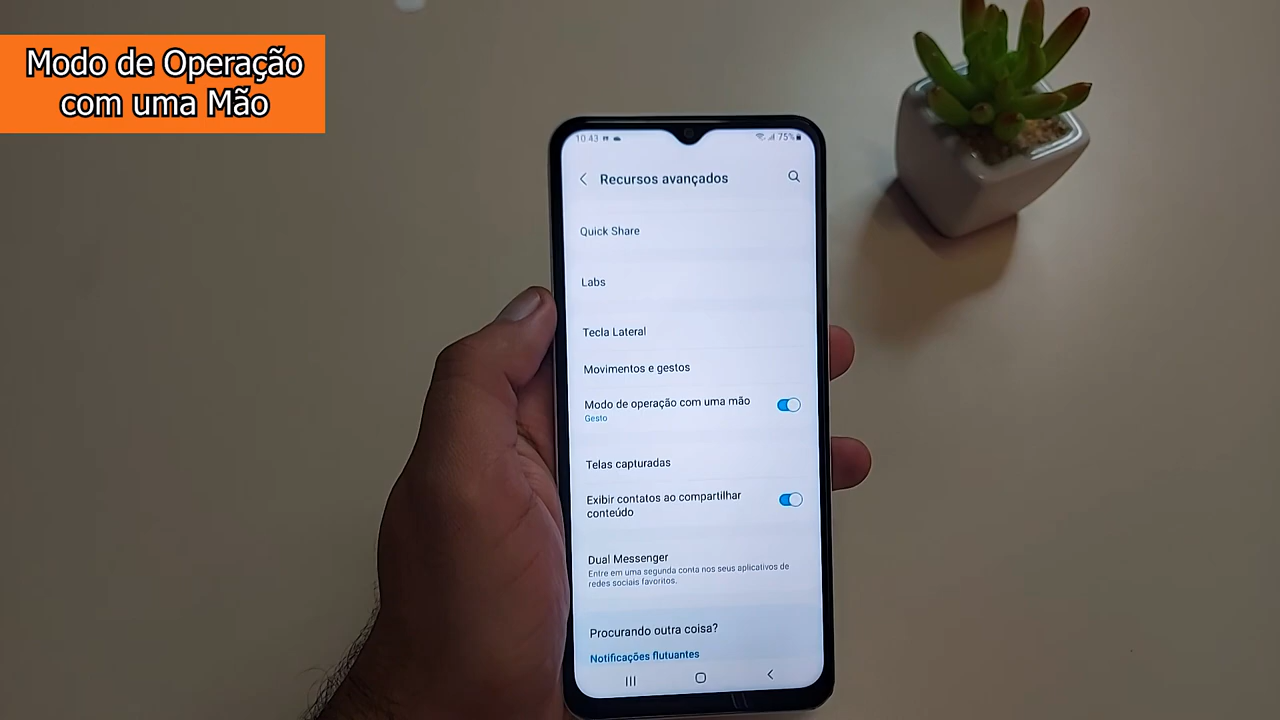 Modo de Operação
com uma Mão
10:43
75%
Recursos avançados
Quick Share
Labs
Tecla Lateral
Movimentos e gestos
Modo de operação com uma mão
Gesto
Telas capturadas
Exibir contatos ao compartilhar
conteúdo
Dual Messenger
Entre em uma segunda conta nos seus aplicativos de
redes sociais favoritos.
Procurando outra coisa?
Notificações flutuantes